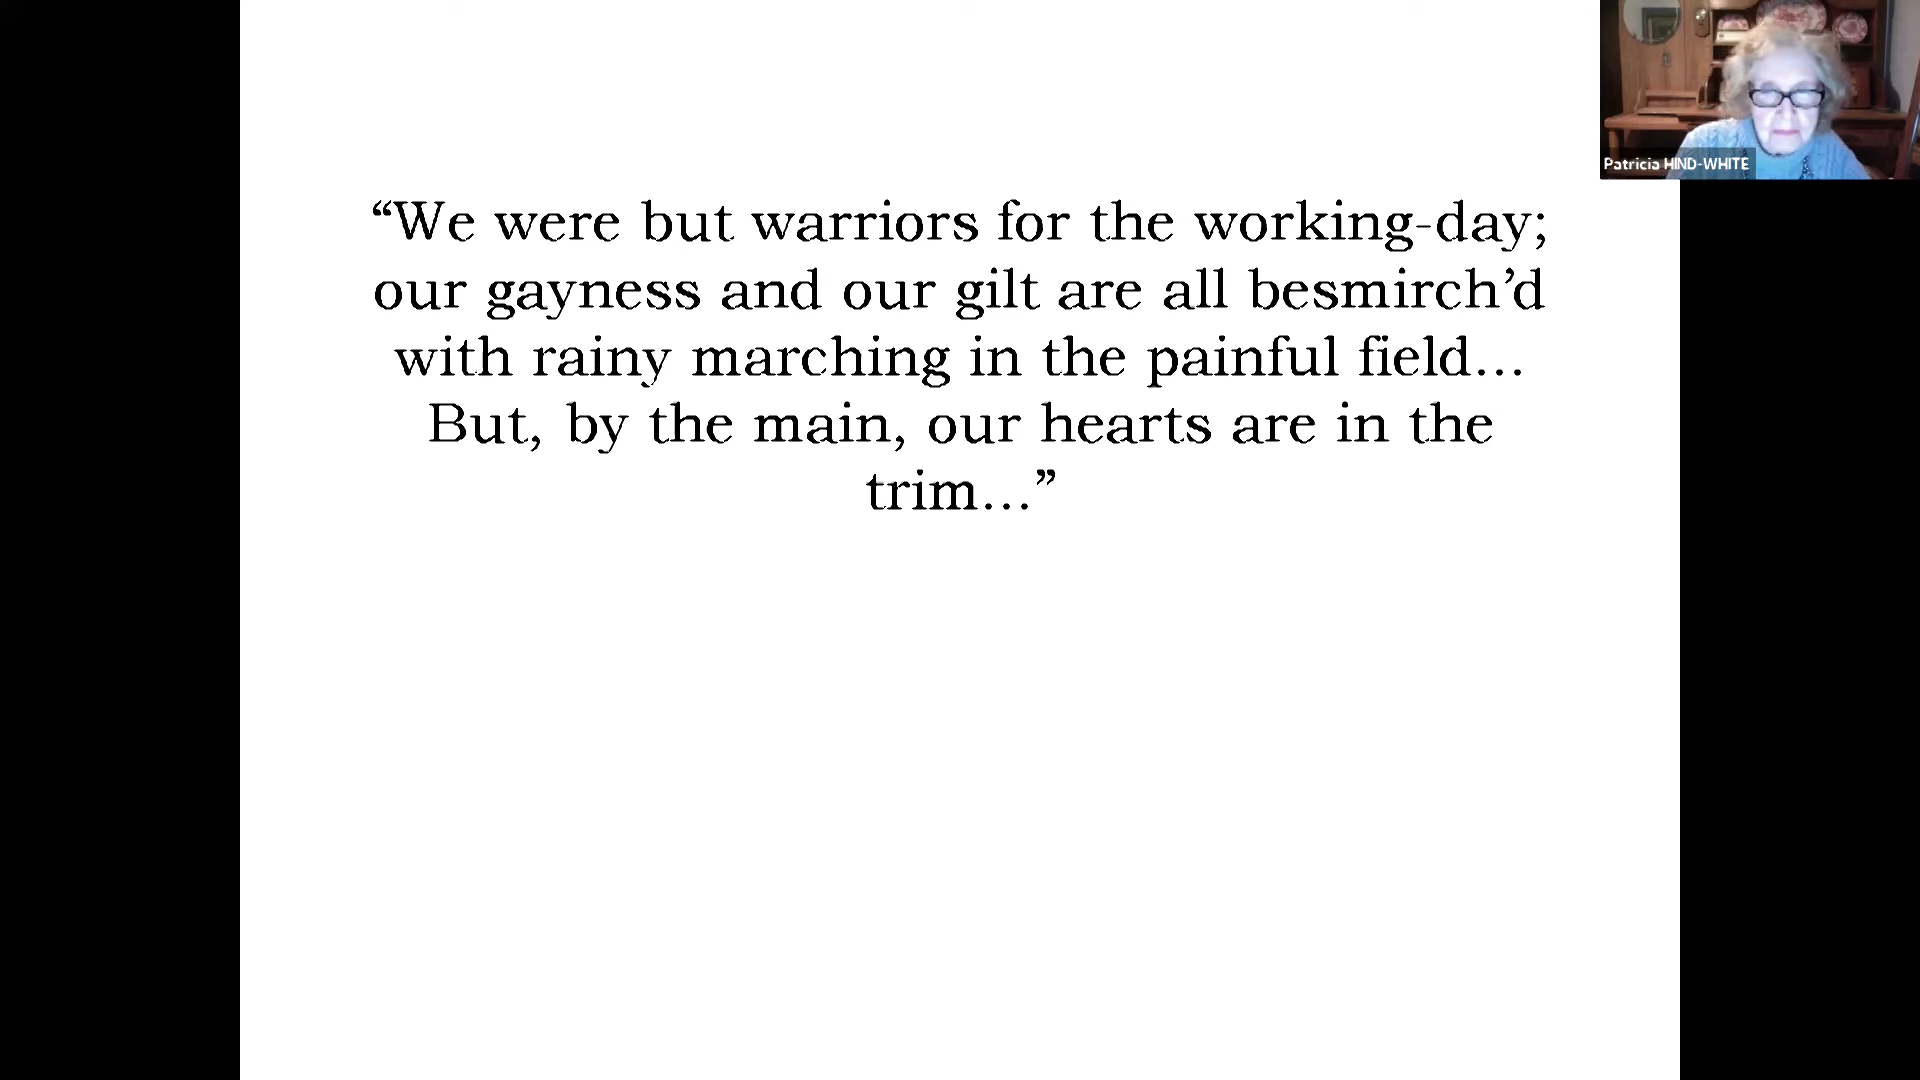 Patricia HIND-WHITE
“We were but warriors for the working-day;
our gayness and our gilt are all besmirch’d
with rainy marching in the painful field…
But, by the main, our hearts are in the
trim…”